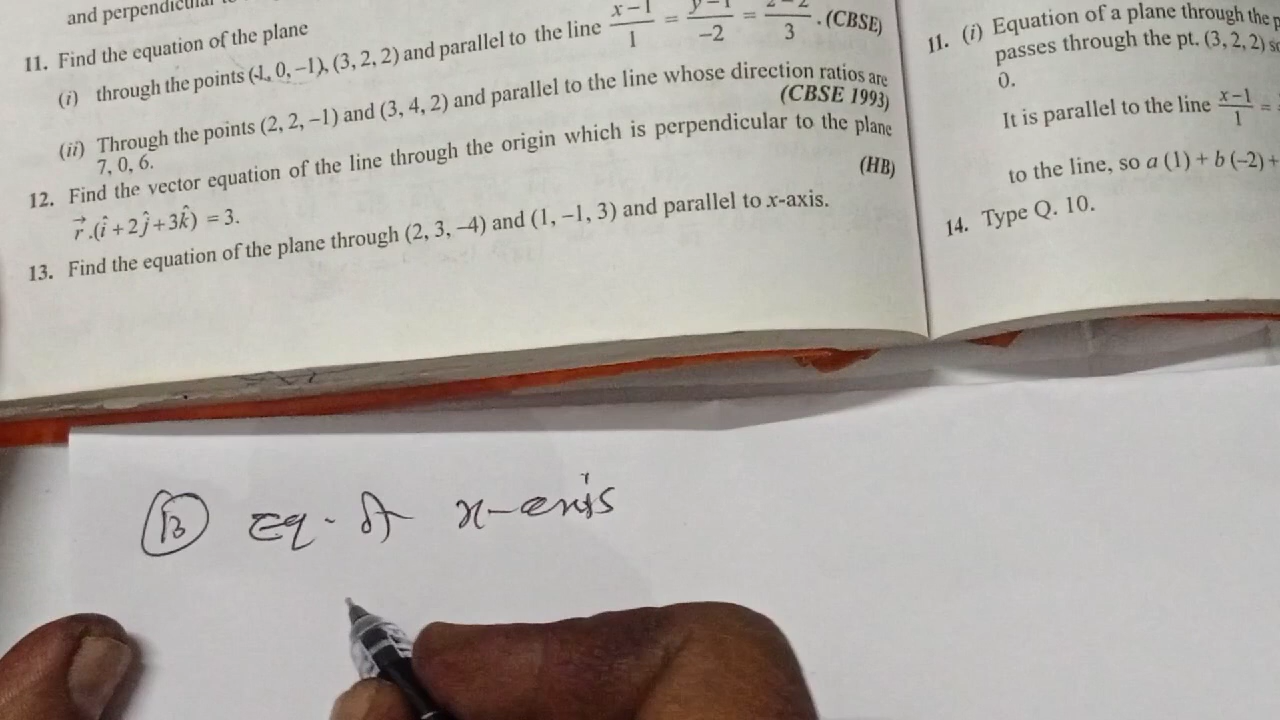 and perpendicular
11. Find the equation of the plane
(i) through the points (-1, 0, –1), (3, 2, 2) and parallel to the line x – 1/1 = y – 1/–2 = z – 2/3 . (CBSE)
(ii) Through the points (2, 2, –1) and (3, 4, 2) and parallel to the line whose direction ratios are
7, 0, 6. (CBSE 1993)
12. Find the vector equation of the line through the origin which is perpendicular to the plane
r⃗ .(î + 2ĵ + 3k̂) = 3. (HB)
13. Find the equation of the plane through (2, 3, –4) and (1, –1, 3) and parallel to x-axis.
11. (i) Equation of a plane through the
passes through the pt. (3, 2, 2)
0.
It is parallel to the line x–1/1 =
to the line, so a (1) + b (–2) +
14. Type Q. 10.
13 Eq. of x-axis